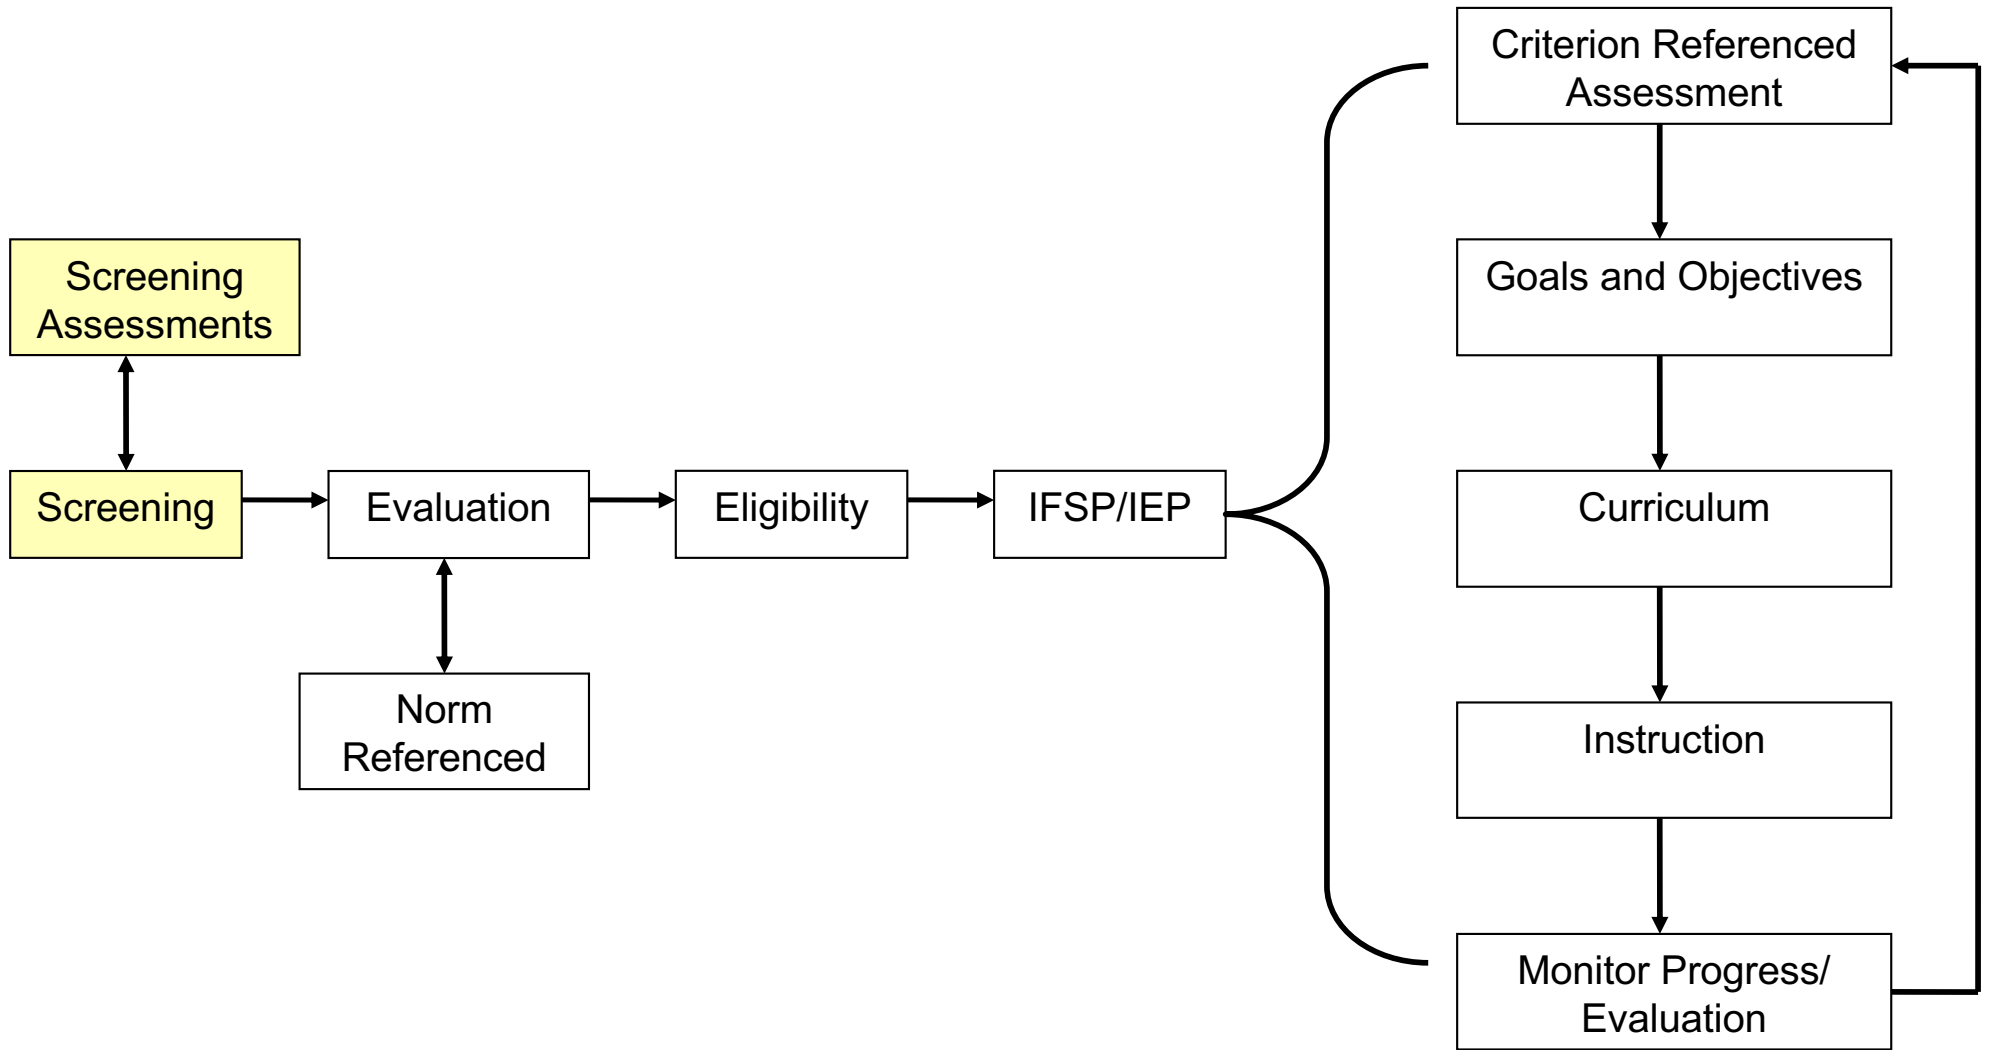 Screening
Assessments
Screening
Evaluation
Norm
Referenced
Eligibility
IFSP/IEP
Criterion Referenced
Assessment
Goals and Objectives
Curriculum
Instruction
Monitor Progress/
Evaluation